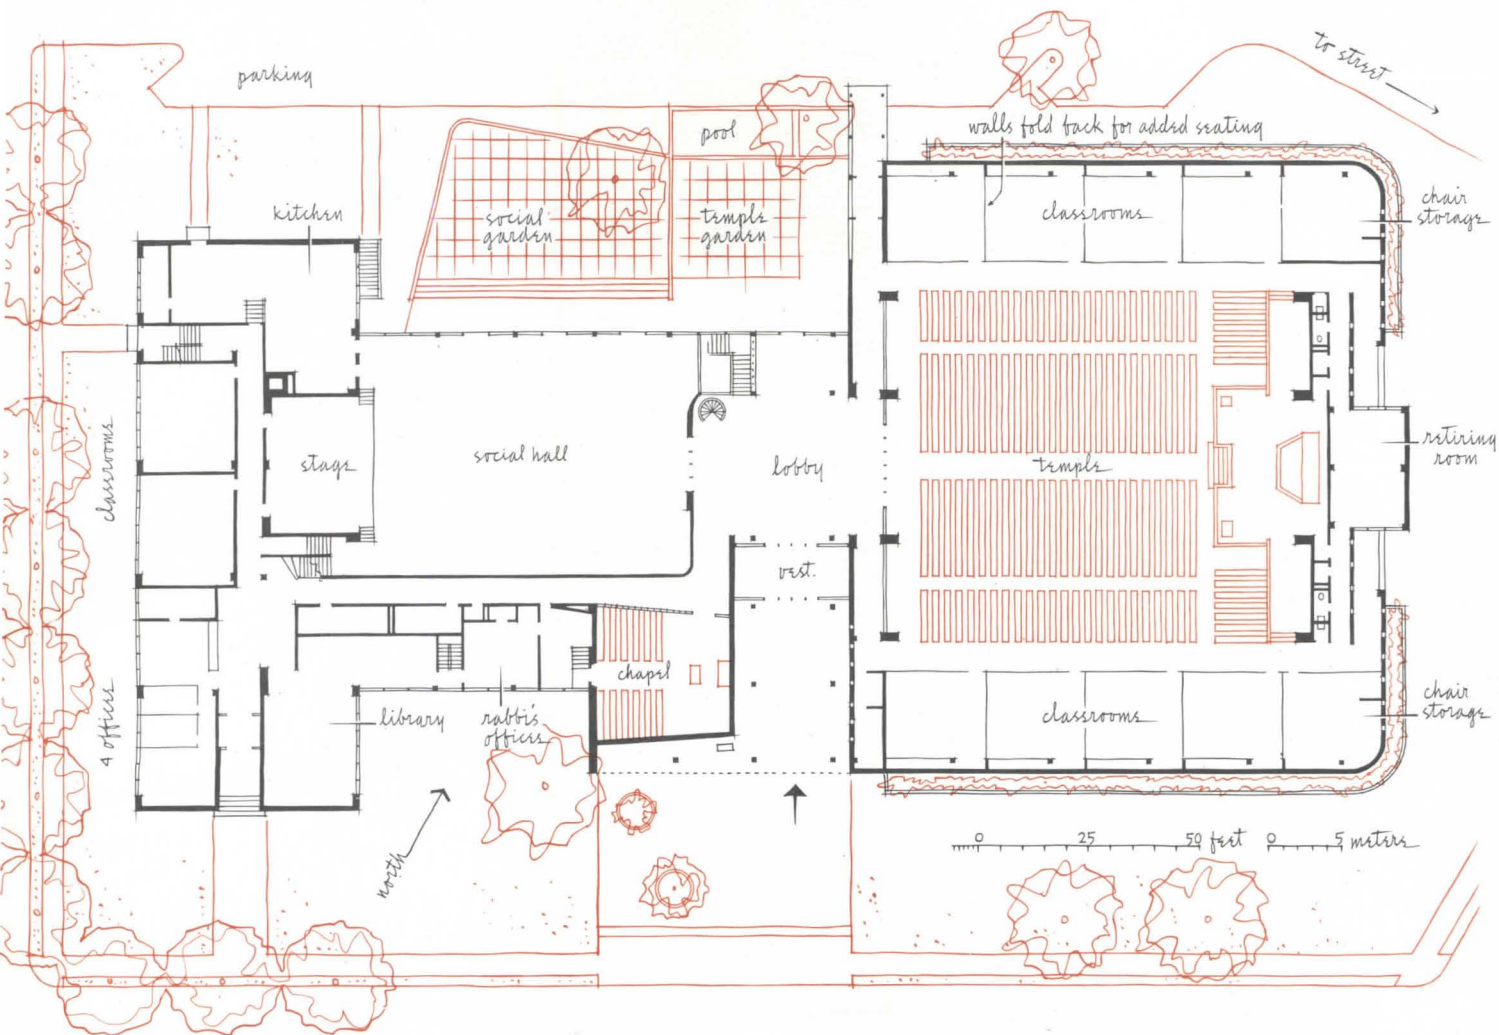 to street
parking
pool
walls fold back for added seating
kitchen
social
garden
temple
garden
classrooms
chair
storage
classrooms
stage
social hall
lobby
temple
retiring
room
vest.
chapel
4 offices
library
rabbi's
offices
classrooms
chair
storage
north
0 25 50 feet 0 5 meters